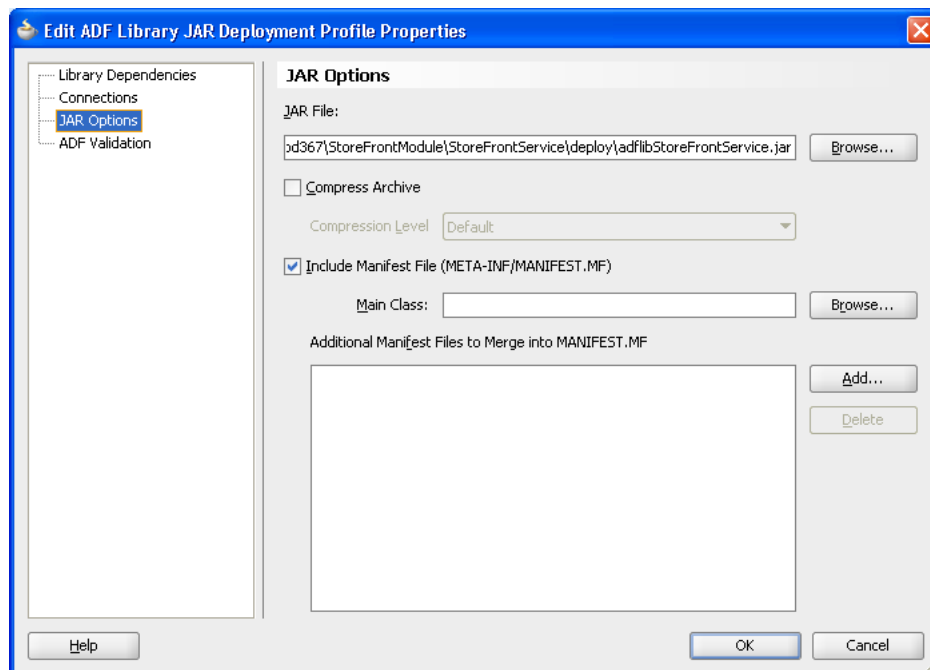 Edit ADF Library JAR Deployment Profile Properties
Library Dependencies
Connections
JAR Options
ADF Validation
JAR Options
JAR File:
\StoreFrontModule\StoreFrontService\deploy\adflibStoreFrontService.jar
Browse...
Compress Archive
Compression Level
Default
Include Manifest File (META-INF/MANIFEST.MF)
Main Class:
Browse...
Additional Manifest Files to Merge into MANIFEST.MF
Add...
Delete
Help
OK
Cancel